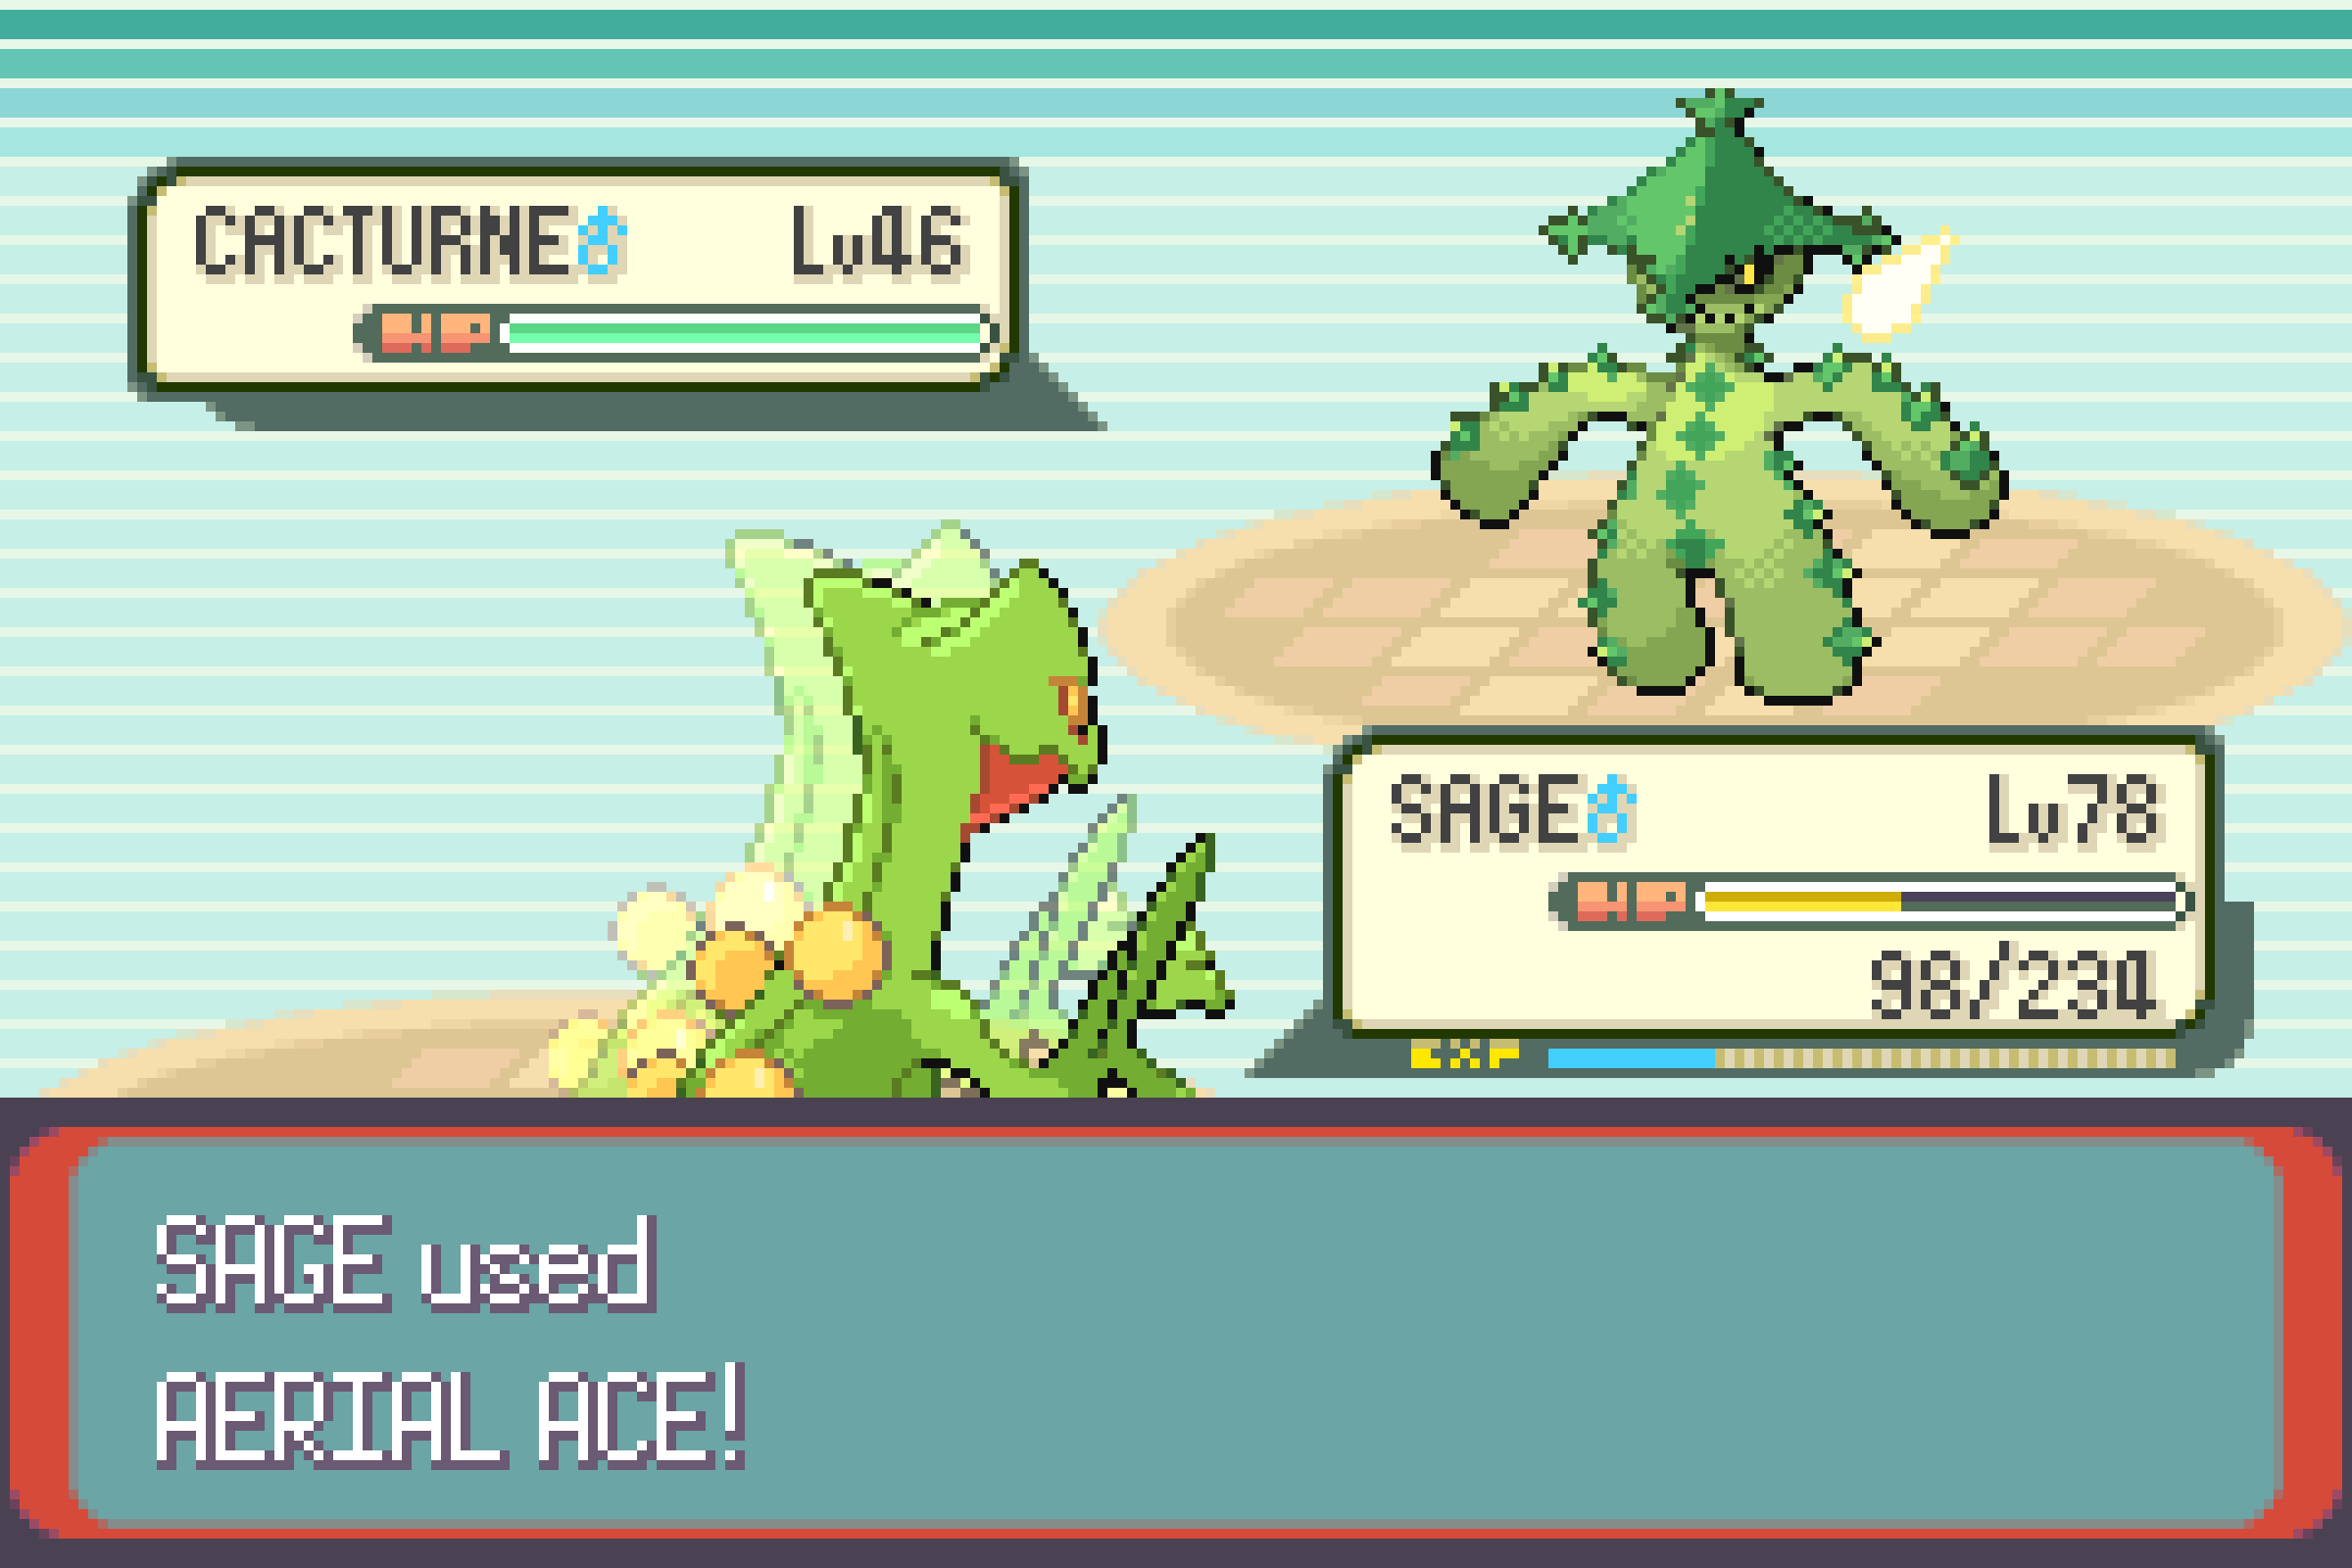 CACTURNE♂ Lv46
HP
SAGE♂ Lv78
HP
98/234
EXP
SAGE used
AERIAL ACE!